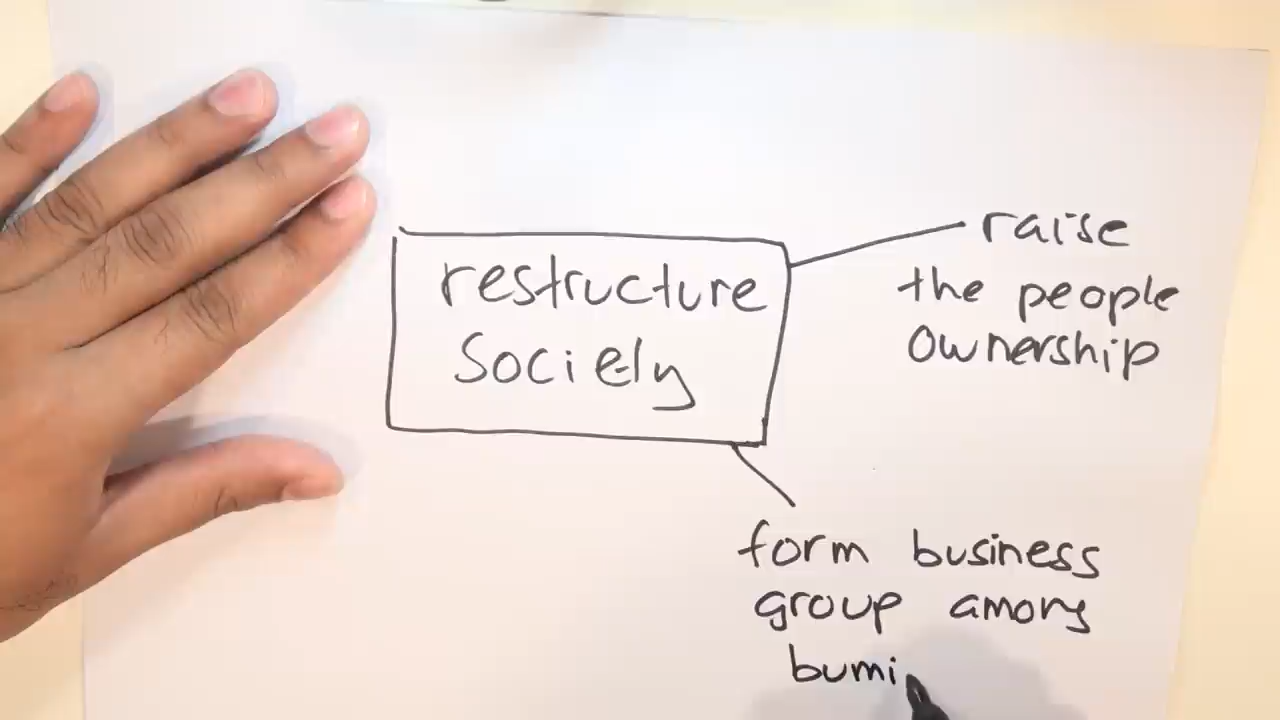 restructure
Society
raise
the people
Ownership
form business
group among
bumi